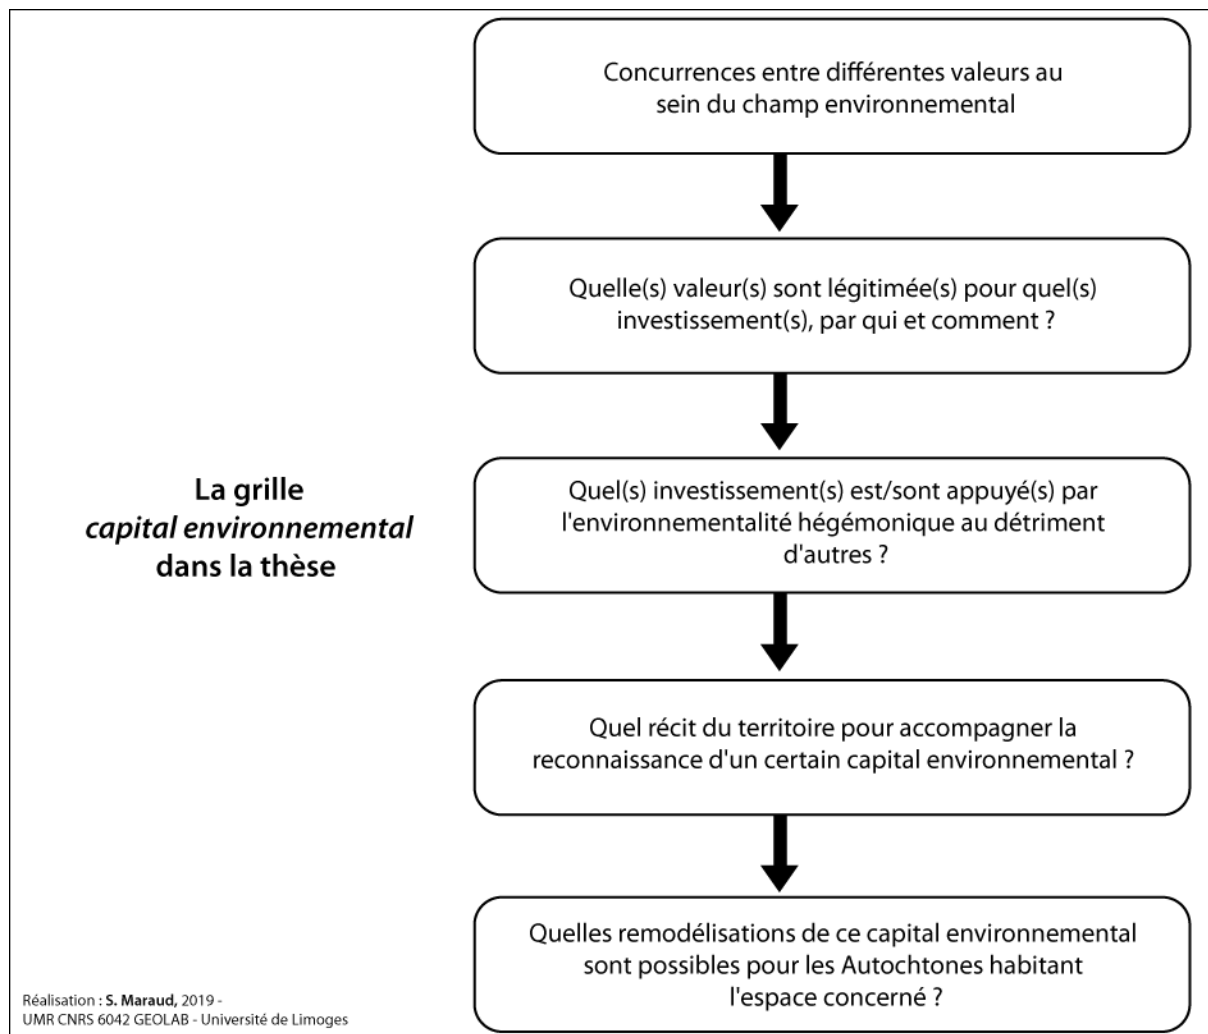 Concurrences entre différentes valeurs au
sein du champ environnemental
Quelle(s) valeur(s) sont légitimée(s) pour quel(s)
investissement(s), par qui et comment ?
La grille
capital environnemental
dans la thèse
Quel(s) investissement(s) est/sont appuyé(s) par
l'environnementalité hégémonique au détriment
d'autres ?
Quel récit du territoire pour accompagner la
reconnaissance d'un certain capital environnemental ?
Quelles remodélisations de ce capital environnemental
sont possibles pour les Autochtones habitant
l'espace concerné ?
Réalisation : S. Maraud, 2019 -
UMR CNRS 6042 GEOLAB - Université de Limoges